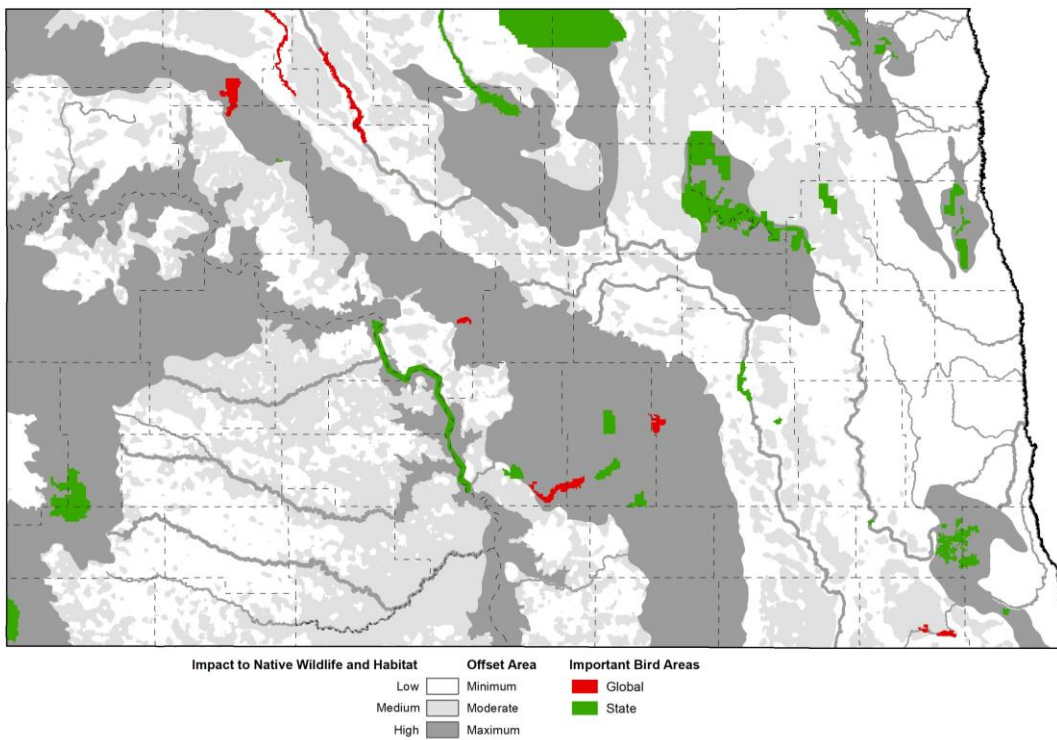 Impact to Native Wildlife and Habitat Offset Area Important Bird Areas
Low Minimum Global
Medium Moderate State
High Maximum